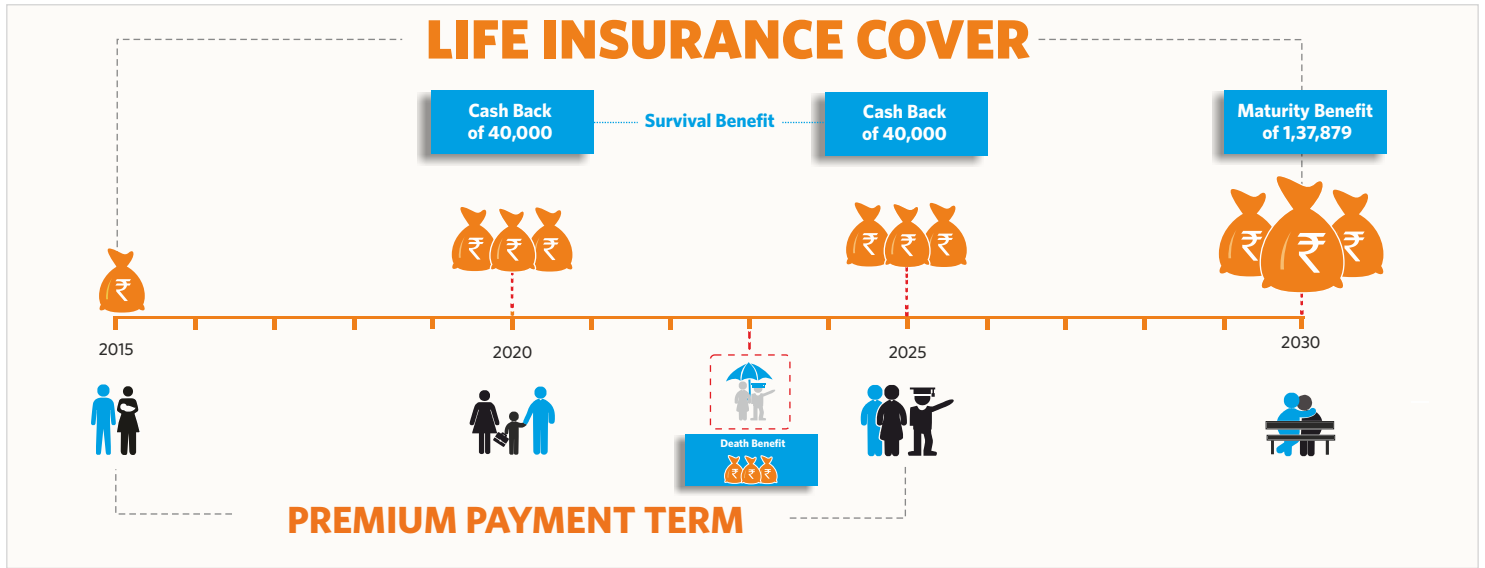 LIFE INSURANCE COVER
Cash Back
of 40,000
Survival Benefit
Cash Back
of 40,000
Maturity Benefit
of 1,37,879
₹
₹ ₹ ₹
₹ ₹ ₹
₹ ₹ ₹
2015
2020
2025
2030
Death Benefit
₹ ₹ ₹
PREMIUM PAYMENT TERM